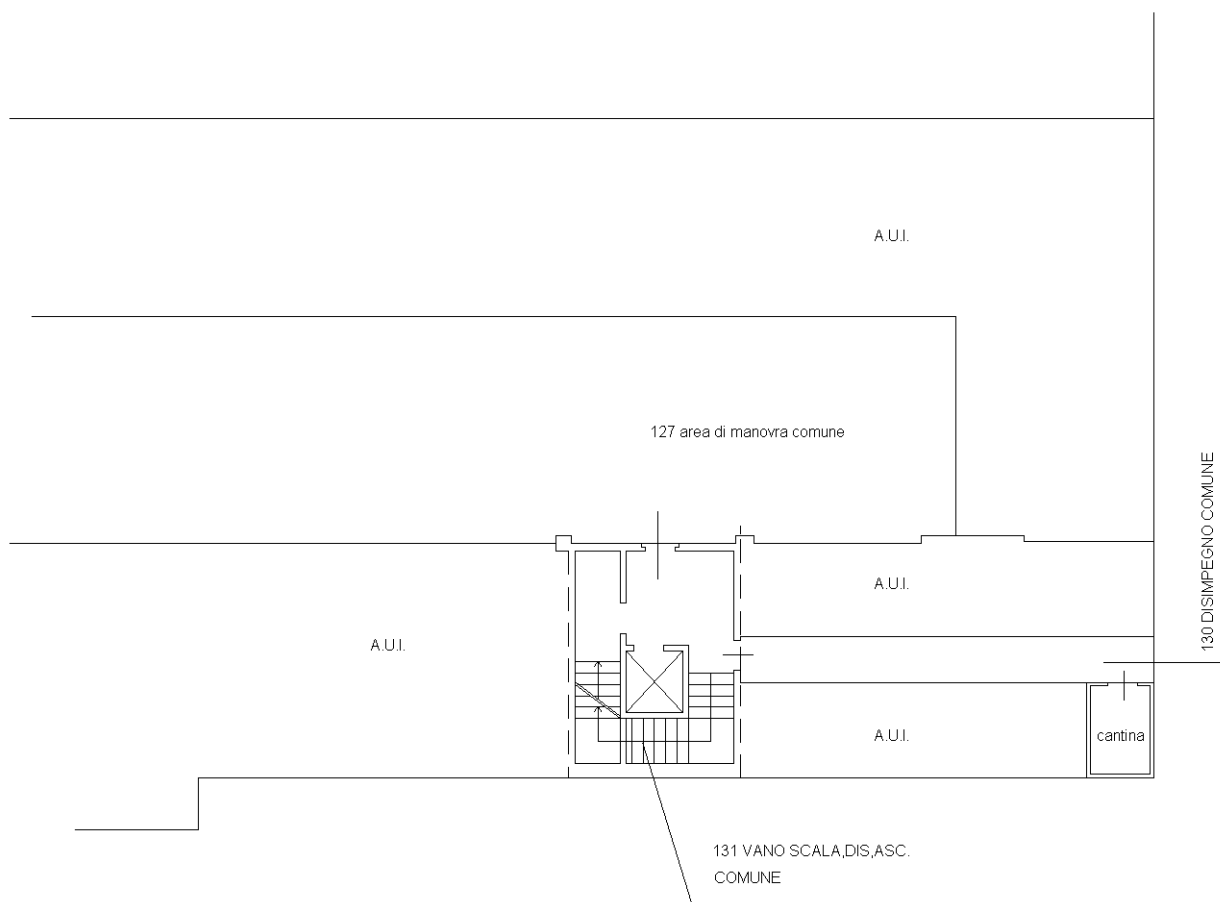 A.U.I.
127 area di manovra comune
130 DISIMPEGNO COMUNE
A.U.I.
A.U.I.
A.U.I.
cantina
131 VANO SCALA,DIS,ASC.
COMUNE